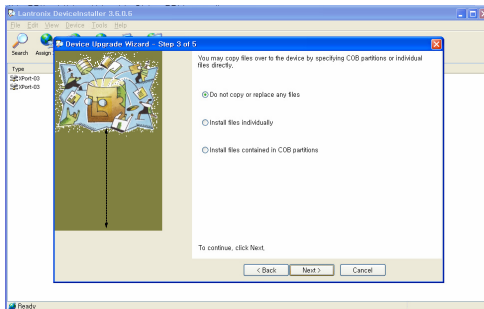 Lantronix DeviceInstaller 3.6.0.6
File Edit View Device Tools Help
Search Assign
Device Upgrade Wizard - Step 3 of 5
Type
XPort-03
XPort-03
You may copy files over to the device by specifying COB partitions or individual
files directly.
Do not copy or replace any files
Install files individually
Install files contained in COB partitions
To continue, click Next.
< Back Next > Cancel
Ready